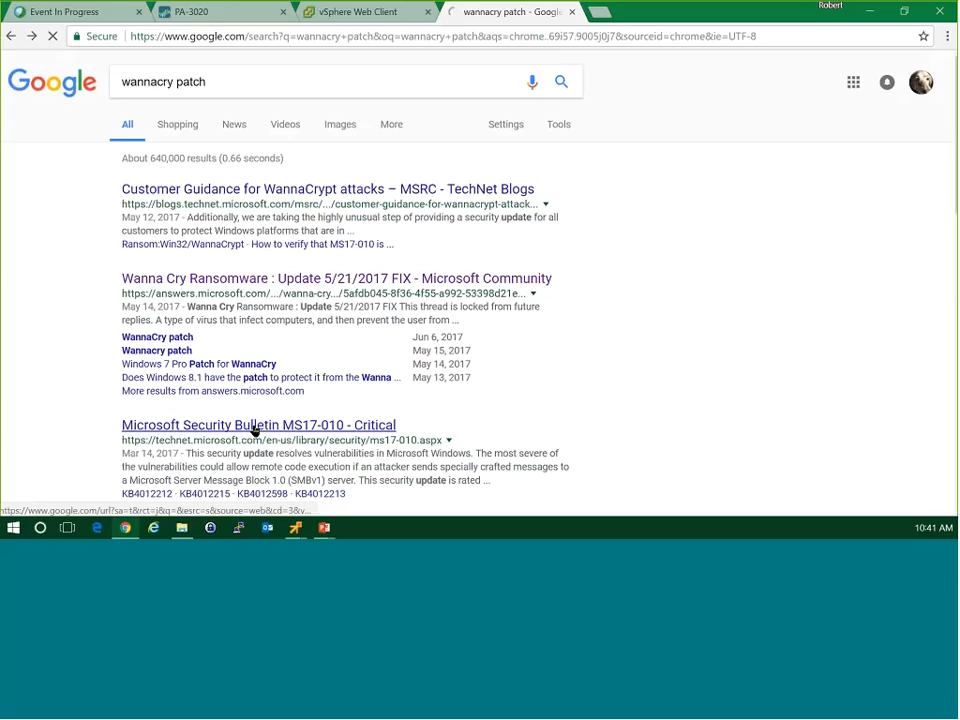 Robert
Event In Progress
PA-3020
vSphere Web Client
wannacry patch - Google
Secure
https://www.google.com/search?q=wannacry+patch&oq=wannacry+patch&aqs=chrome..69i57.9005j0j7&sourceid=chrome&ie=UTF-8
Google
wannacry patch
All Shopping News Videos Images More Settings Tools
About 640,000 results (0.66 seconds)
Customer Guidance for WannaCrypt attacks – MSRC - TechNet Blogs
https://blogs.technet.microsoft.com/msrc/.../customer-guidance-for-wannacrypt-attack...
May 12, 2017 - Additionally, we are taking the highly unusual step of providing a security update for all
customers to protect Windows platforms that are in ...
Ransom:Win32/WannaCrypt · How to verify that MS17-010 is ...
Wanna Cry Ransomware : Update 5/21/2017 FIX - Microsoft Community
https://answers.microsoft.com/.../wanna-cry.../5afdb045-8f36-4f55-a992-53398d21e...
May 14, 2017 - Wanna Cry Ransomware : Update 5/21/2017 FIX This thread is locked from future
replies. A type of virus that infect computers, and then prevent the user from ...
WannaCry patch Jun 6, 2017
Wannacry patch May 15, 2017
Windows 7 Pro Patch for WannaCry May 14, 2017
Does Windows 8.1 have the patch to protect it from the Wanna ... May 13, 2017
More results from answers.microsoft.com
Microsoft Security Bulletin MS17-010 - Critical
https://technet.microsoft.com/en-us/library/security/ms17-010.aspx
Mar 14, 2017 - This security update resolves vulnerabilities in Microsoft Windows. The most severe of
the vulnerabilities could allow remote code execution if an attacker sends specially crafted messages to
a Microsoft Server Message Block 1.0 (SMBv1) server. This security update is rated ...
KB4012212 · KB4012215 · KB4012598 · KB4012213
https://www.google.com/url?sa=t&rct=j&q=&esrc=s&source=web&cd=3&v...
10:41 AM